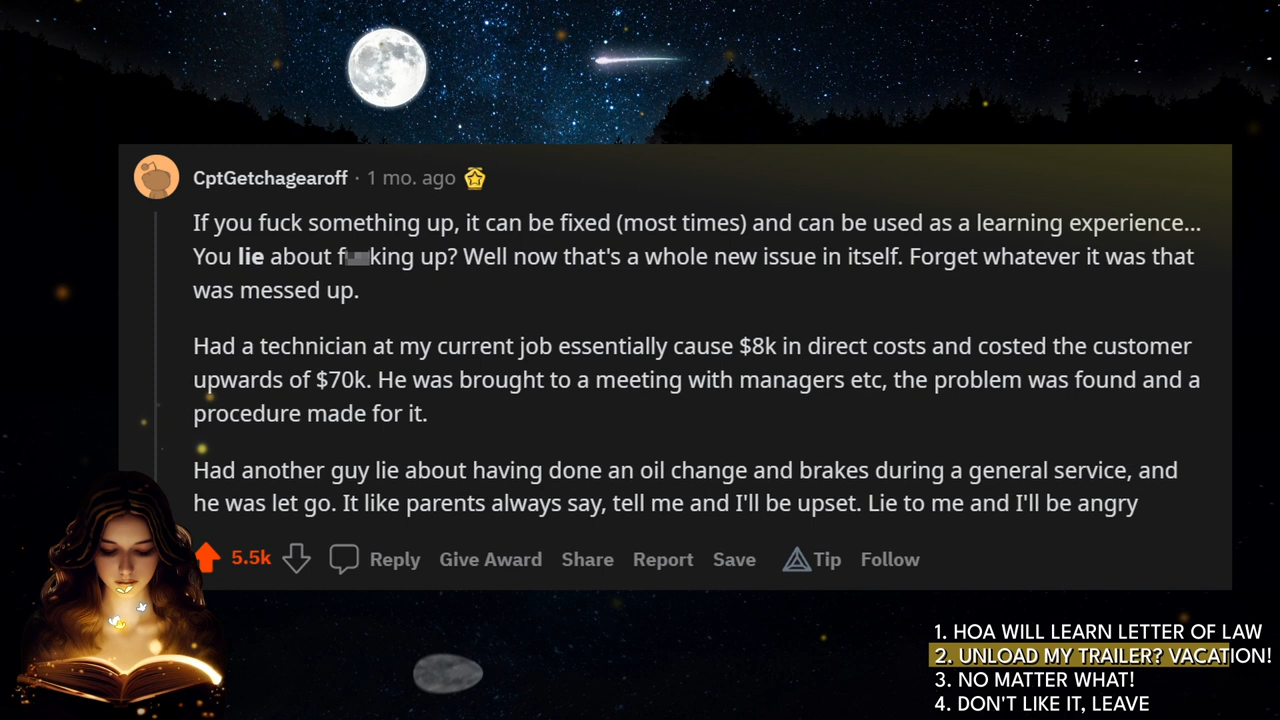 CptGetchagearoff · 1 mo. ago
If you fuck something up, it can be fixed (most times) and can be used as a learning experience...
You lie about f king up? Well now that's a whole new issue in itself. Forget whatever it was that
was messed up.
Had a technician at my current job essentially cause $8k in direct costs and costed the customer
upwards of $70k. He was brought to a meeting with managers etc, the problem was found and a
procedure made for it.
Had another guy lie about having done an oil change and brakes during a general service, and
he was let go. It like parents always say, tell me and I'll be upset. Lie to me and I'll be angry
5.5k Reply Give Award Share Report Save Tip Follow
1. HOA WILL LEARN LETTER OF LAW
2. UNLOAD MY TRAILER? VACATION!
3. NO MATTER WHAT!
4. DON'T LIKE IT, LEAVE